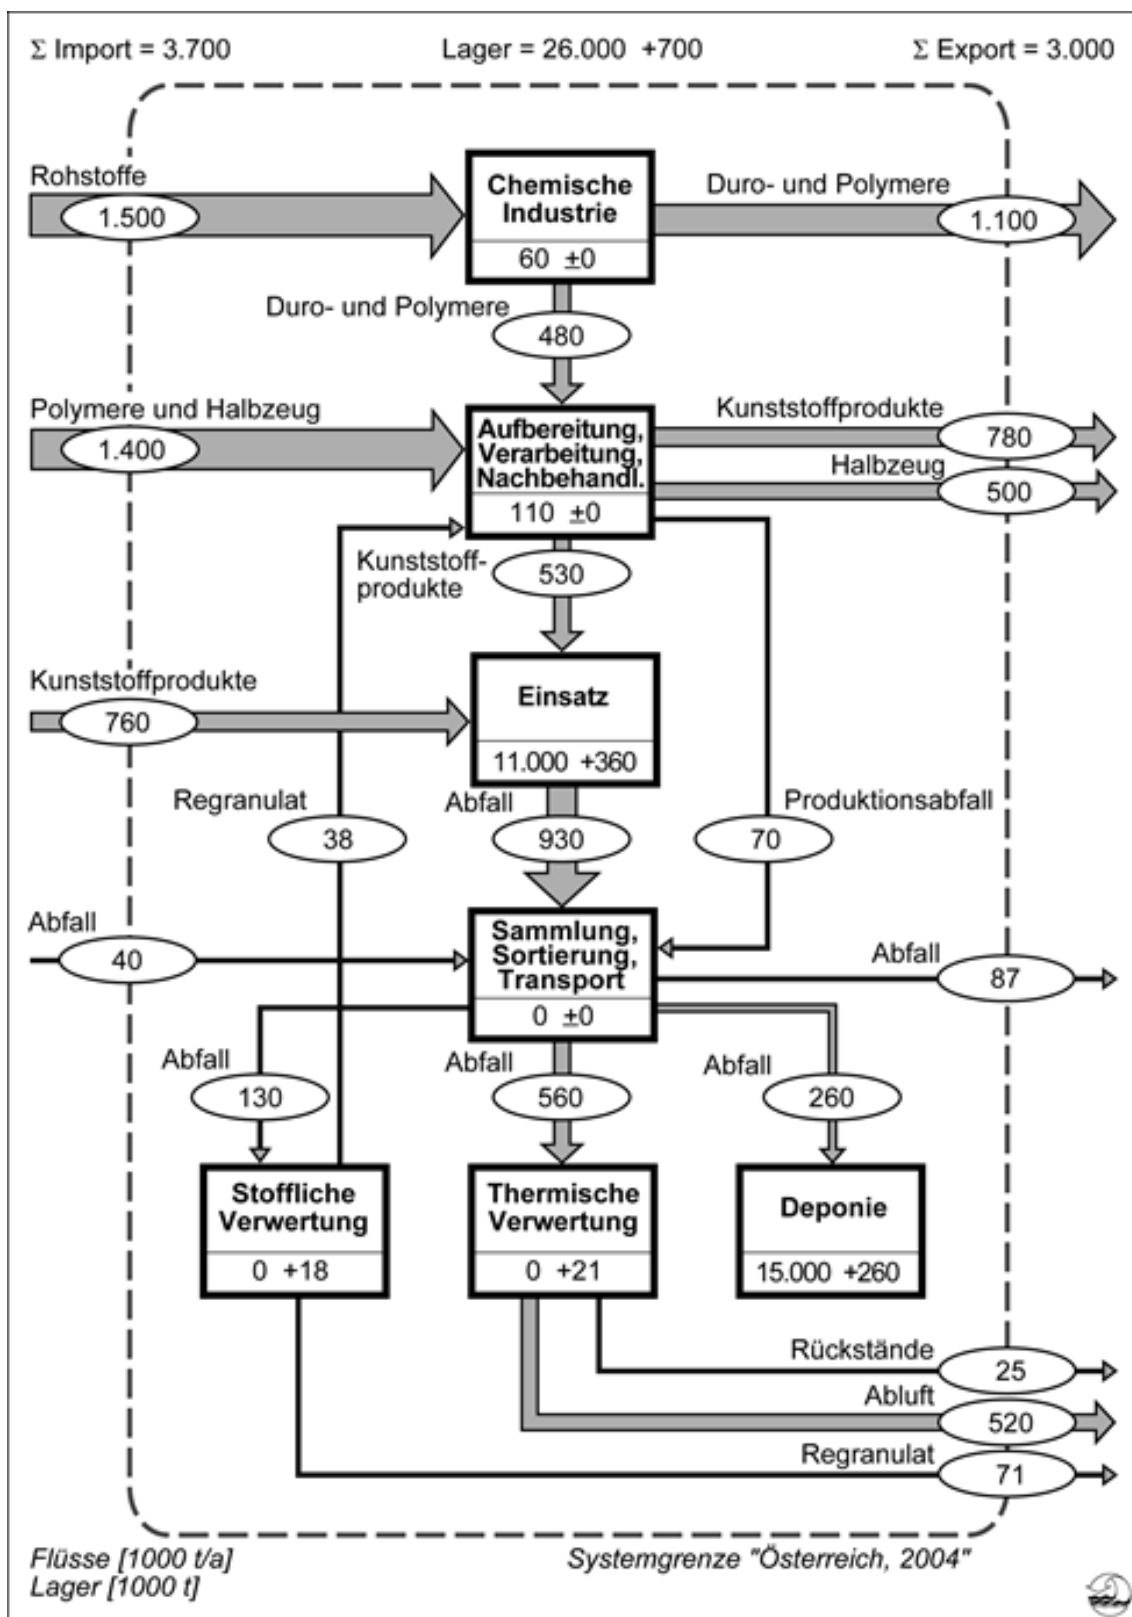 Σ Import = 3.700
Lager = 26.000 +700
Σ Export = 3.000
Rohstoffe
1.500
Chemische
Industrie
60 ±0
Duro- und Polymere
1.100
Duro- und Polymere
480
Polymere und Halbzeug
1.400
Aufbereitung,
Verarbeitung,
Nachbehandl.
110 ±0
Kunststoffprodukte
780
Halbzeug
500
Kunststoff-
produkte
530
Kunststoffprodukte
760
Einsatz
11.000 +360
Regranulat
38
Abfall
930
Produktionsabfall
70
Abfall
40
Sammlung,
Sortierung,
Transport
0 ±0
Abfall
87
Abfall
130
Abfall
560
Abfall
260
Stoffliche
Verwertung
0 +18
Thermische
Verwertung
0 +21
Deponie
15.000 +260
Rückstände
25
Abluft
520
Regranulat
71
Flüsse [1000 t/a]
Lager [1000 t]
Systemgrenze "Österreich, 2004"